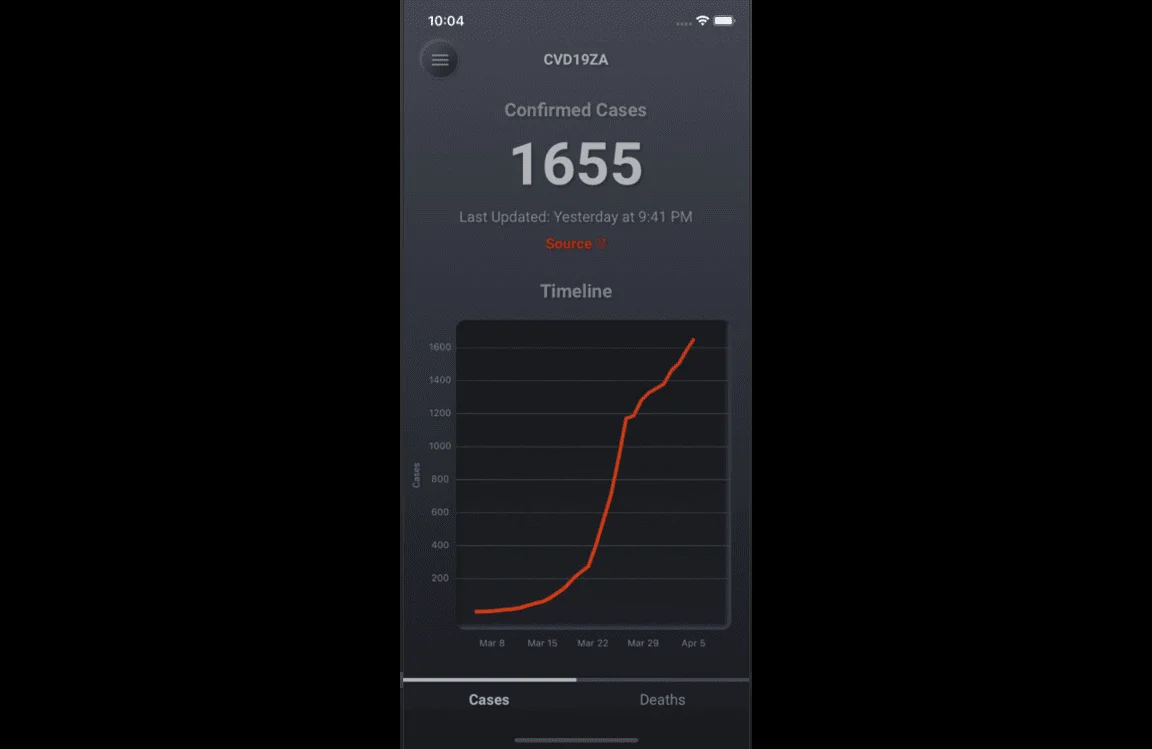 10:04
CVD19ZA
Confirmed Cases
1655
Last Updated: Yesterday at 9:41 PM
Source
Timeline
1600
1400
1200
1000
800
600
400
200
Cases
Mar 8 Mar 15 Mar 22 Mar 29 Apr 5
Cases Deaths